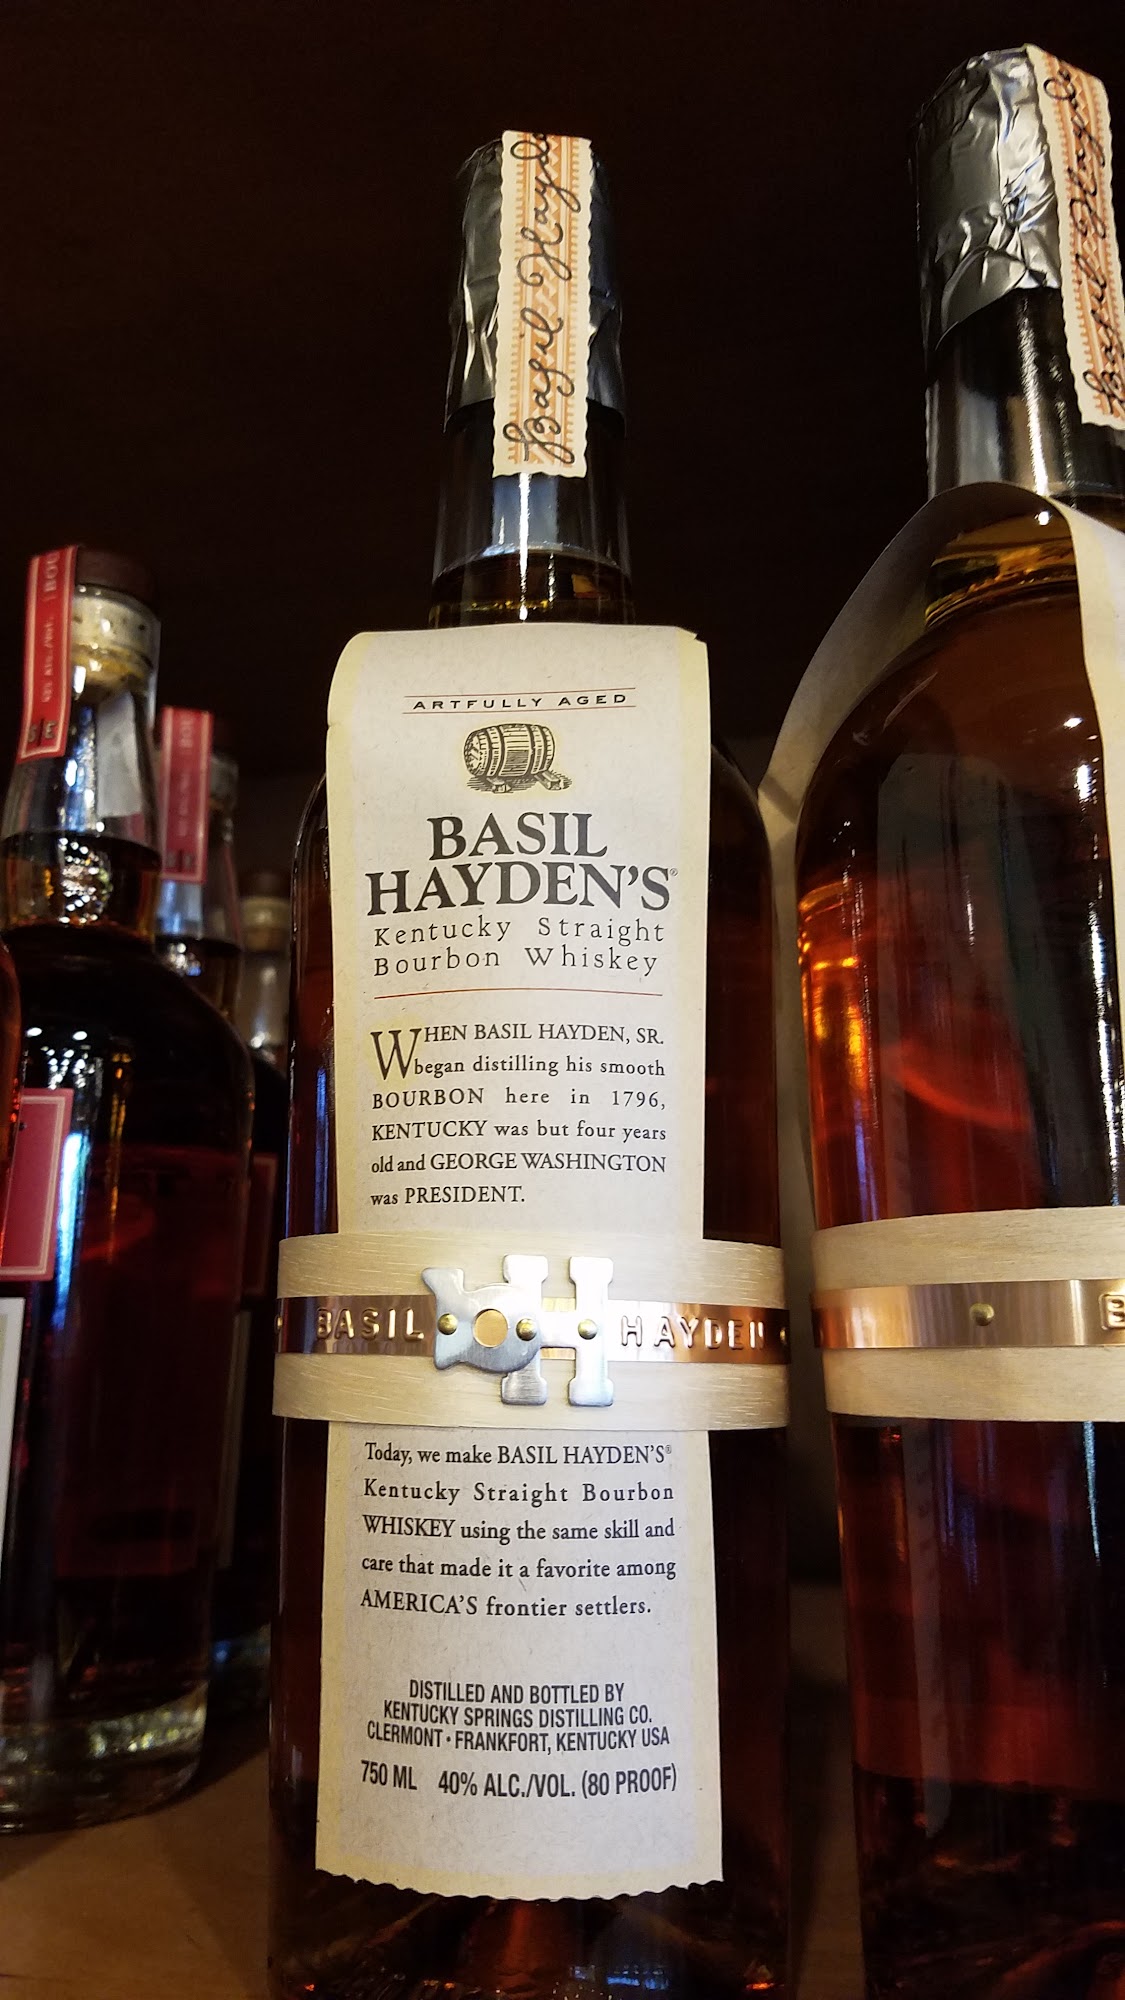 Basil Hayde
Basil Hayde
ARTFULLY AGED
BASIL
HAYDEN'S®
Kentucky Straight
Bourbon Whiskey
WHEN BASIL HAYDEN, SR.
began distilling his smooth
BOURBON here in 1796,
KENTUCKY was but four years
old and GEORGE WASHINGTON
was PRESIDENT.
BASIL H HAYDEN
Today, we make BASIL HAYDEN'S®
Kentucky Straight Bourbon
WHISKEY using the same skill and
care that made it a favorite among
AMERICA'S frontier settlers.
DISTILLED AND BOTTLED BY
KENTUCKY SPRINGS DISTILLING CO.
CLERMONT · FRANKFORT, KENTUCKY USA
750 ML 40% ALC./VOL. (80 PROOF)